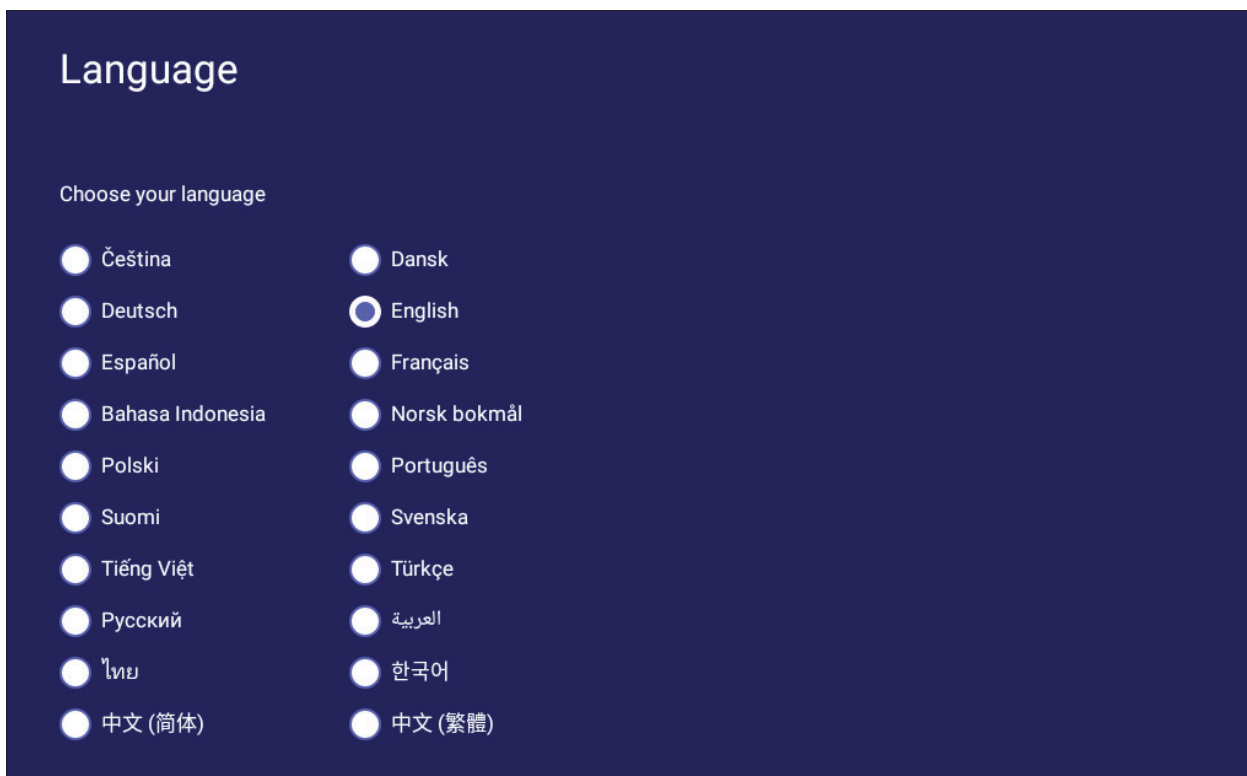 Language
Choose your language
Čeština Dansk
Deutsch English
Español Français
Bahasa Indonesia Norsk bokmål
Polski Português
Suomi Svenska
Tiếng Việt Türkçe
Русский العربية
ไทย 한국어
中文 (简体) 中文 (繁體)